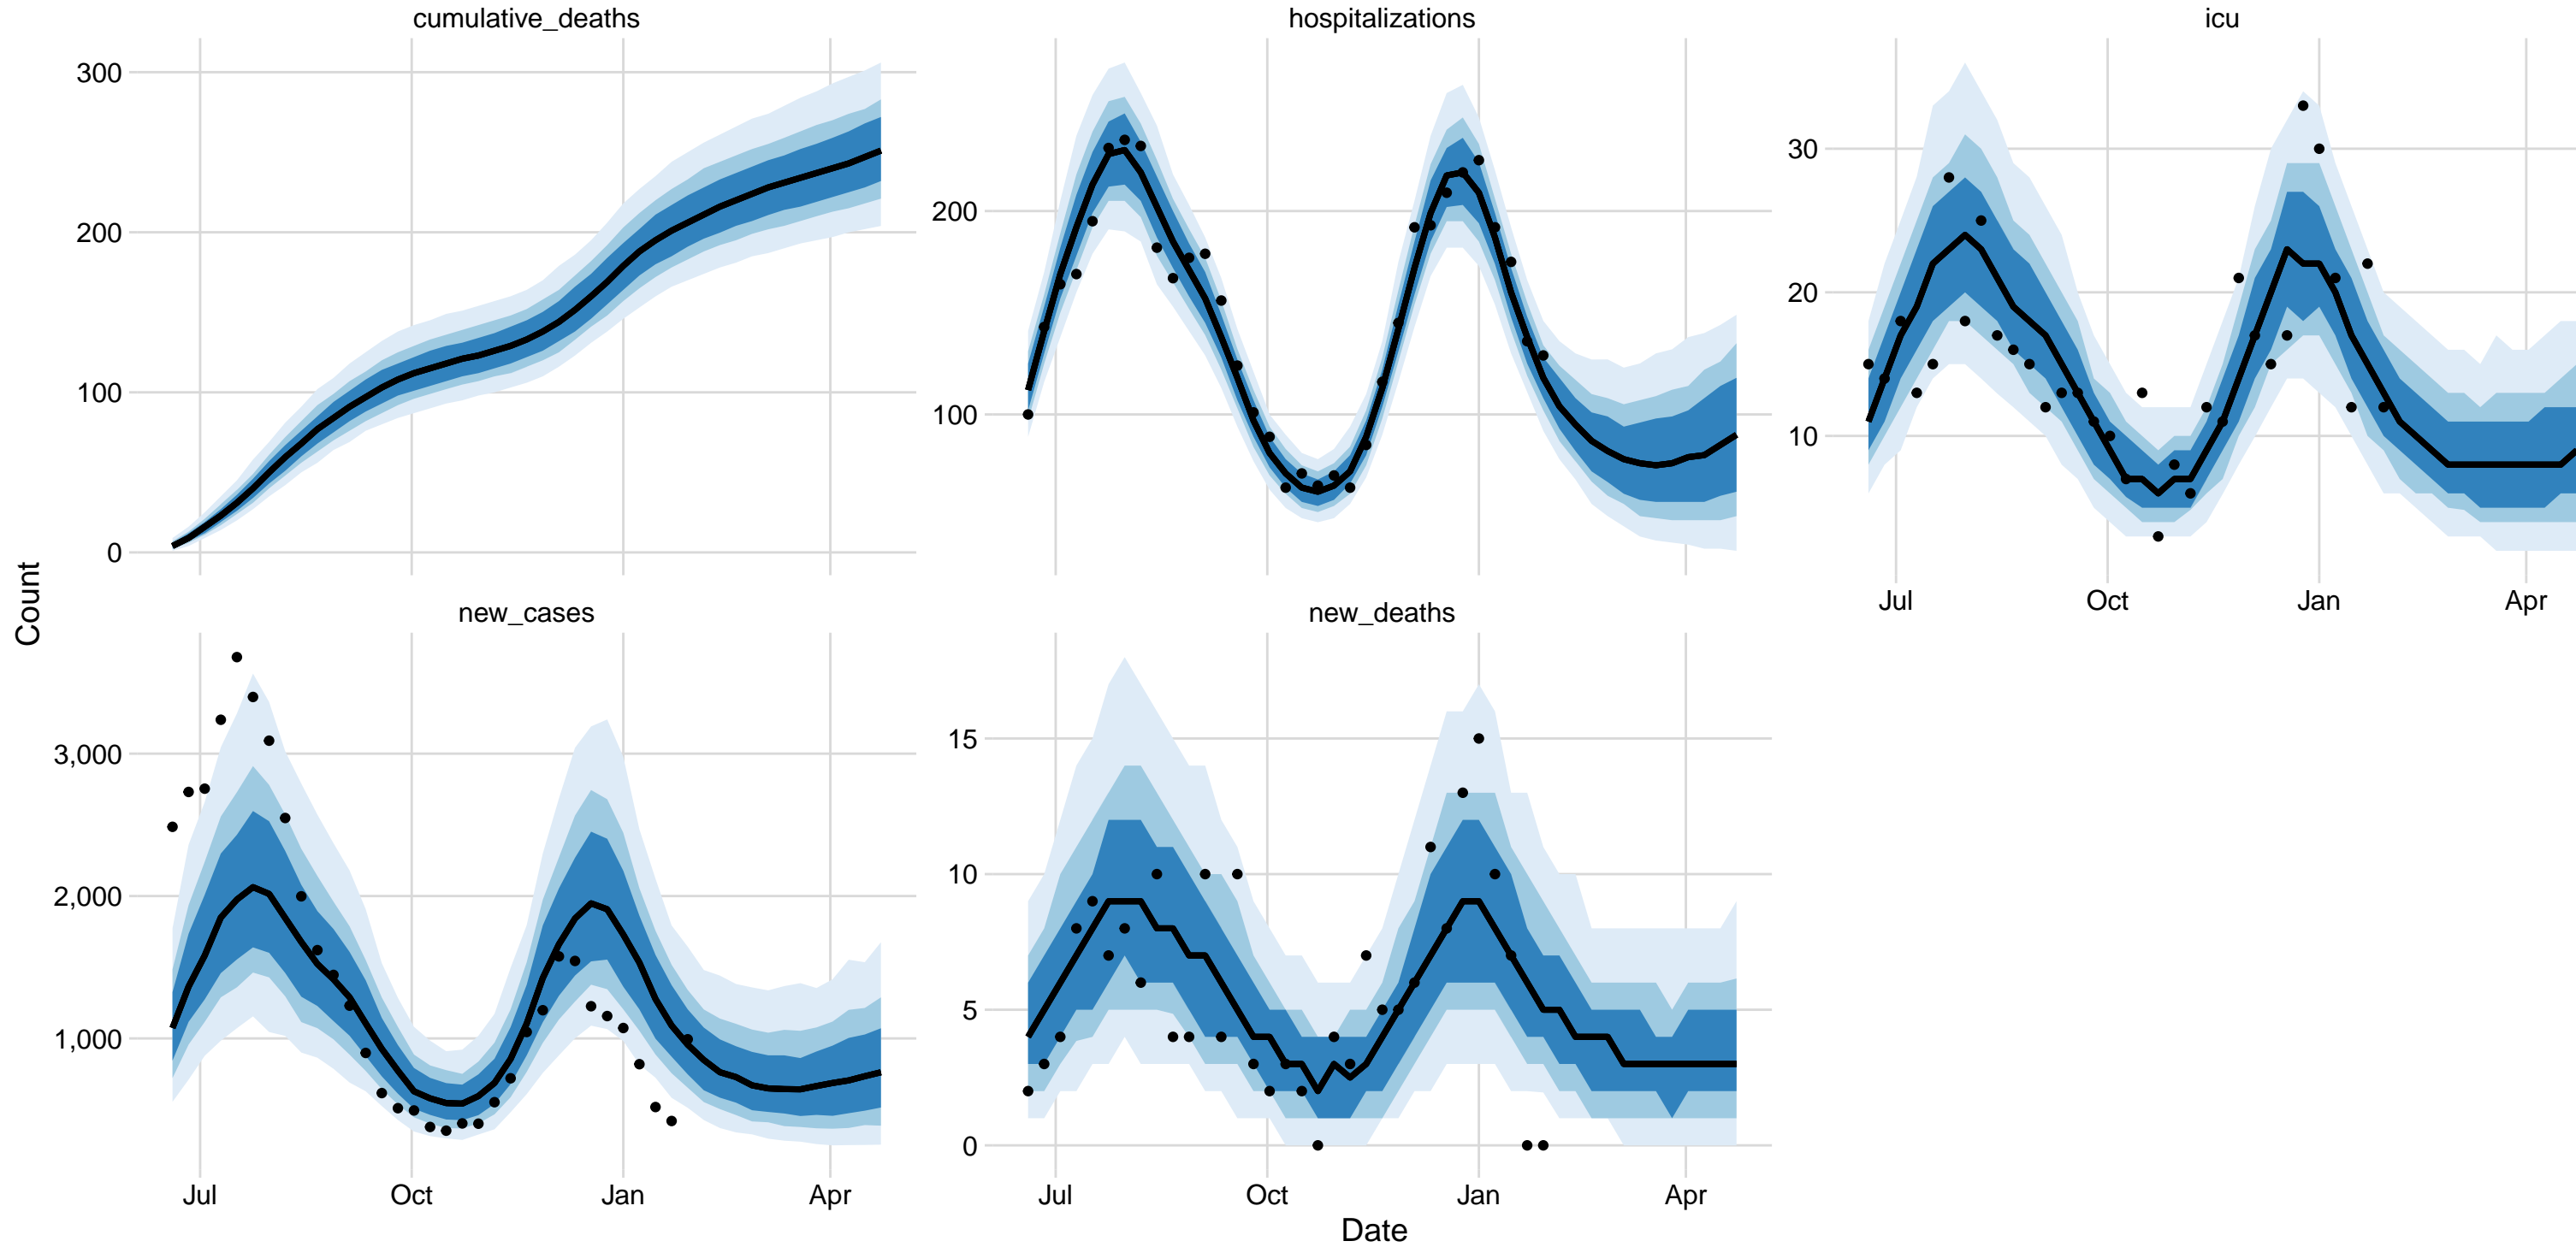 cumulative_deaths
hospitalizations
icu
300
200
100
0
200
100
30
20
10
Jul Oct Jan Apr
Count
new_cases
new_deaths
3,000
2,000
1,000
15
10
5
0
Jul Oct Jan Apr
Jul Oct Jan Apr
Date